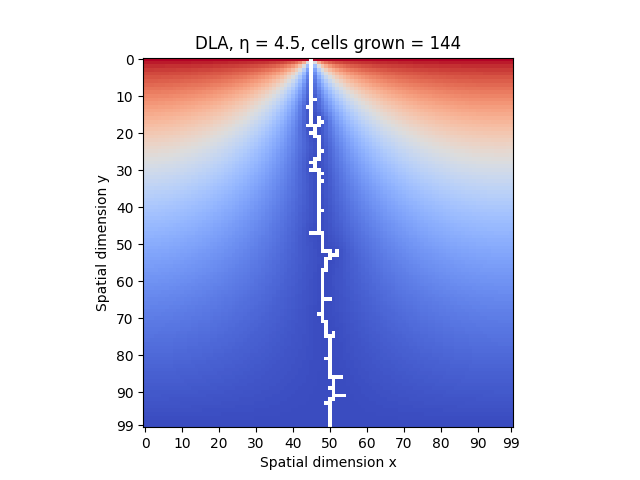 DLA, η = 4.5, cells grown = 144
0
10
20
30
40
50
60
70
80
90
99
Spatial dimension y
0 10 20 30 40 50 60 70 80 90 99
Spatial dimension x